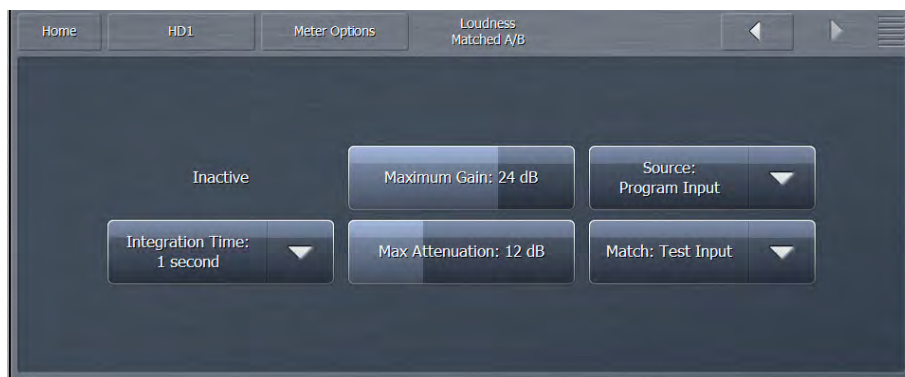 Home
HD1
Meter Options
Loudness
Matched A/B
Inactive
Maximum Gain: 24 dB
Source:
Program Input
Integration Time:
1 second
Max Attenuation: 12 dB
Match: Test Input